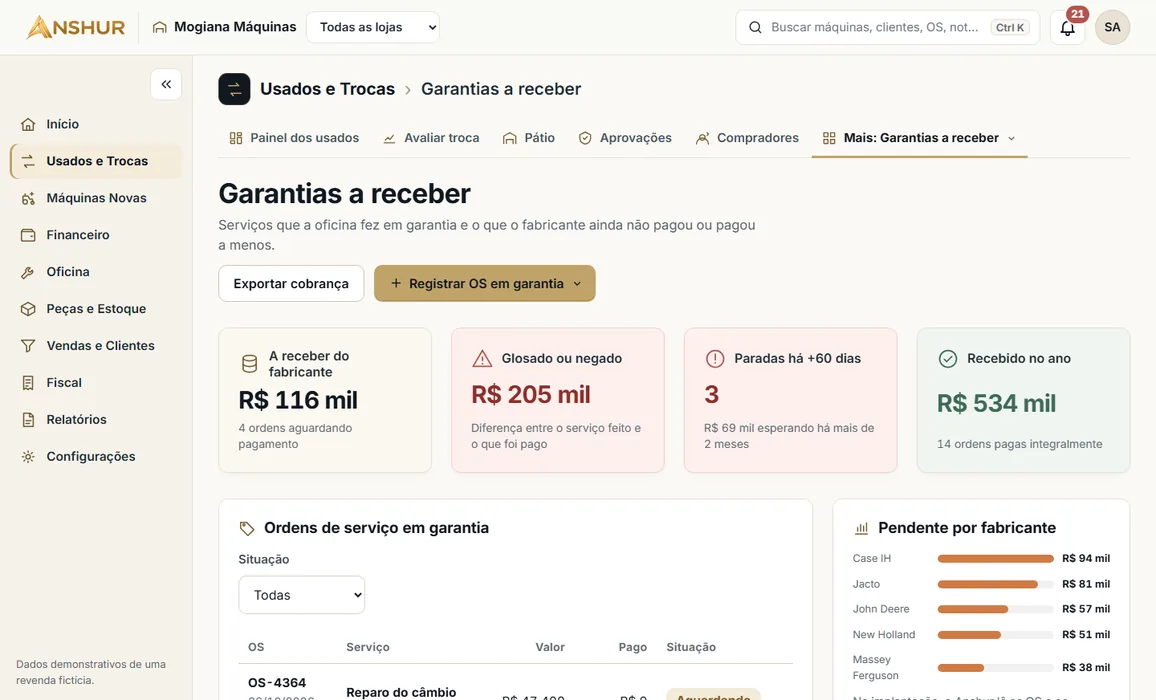 ANSHUR
Mogiana Máquinas
Todas as lojas
Buscar máquinas, clientes, OS, not...
Ctrl K
21
SA
Início
Usados e Trocas
Máquinas Novas
Financeiro
Oficina
Peças e Estoque
Vendas e Clientes
Fiscal
Relatórios
Configurações
Dados demonstrativos de uma
revenda fictícia.
Usados e Trocas › Garantias a receber
Painel dos usados
Avaliar troca
Pátio
Aprovações
Compradores
Mais: Garantias a receber
Garantias a receber
Serviços que a oficina fez em garantia e o que o fabricante ainda não pagou ou pagou
a menos.
Exportar cobrança
+ Registrar OS em garantia
A receber do
fabricante
R$ 116 mil
4 ordens aguardando
pagamento
Glosado ou negado
R$ 205 mil
Diferença entre o serviço feito e
o que foi pago
Paradas há +60 dias
3
R$ 69 mil esperando há mais de
2 meses
Recebido no ano
R$ 534 mil
14 ordens pagas integralmente
Ordens de serviço em garantia
Situação
Todas
OS Serviço Valor Pago Situação
OS-4364
Reparo do câmbio
R$ 47.400
R$ 0
Aguardando
Pendente por fabricante
Case IH R$ 94 mil
Jacto R$ 81 mil
John Deere R$ 57 mil
New Holland R$ 51 mil
Massey
Ferguson R$ 38 mil